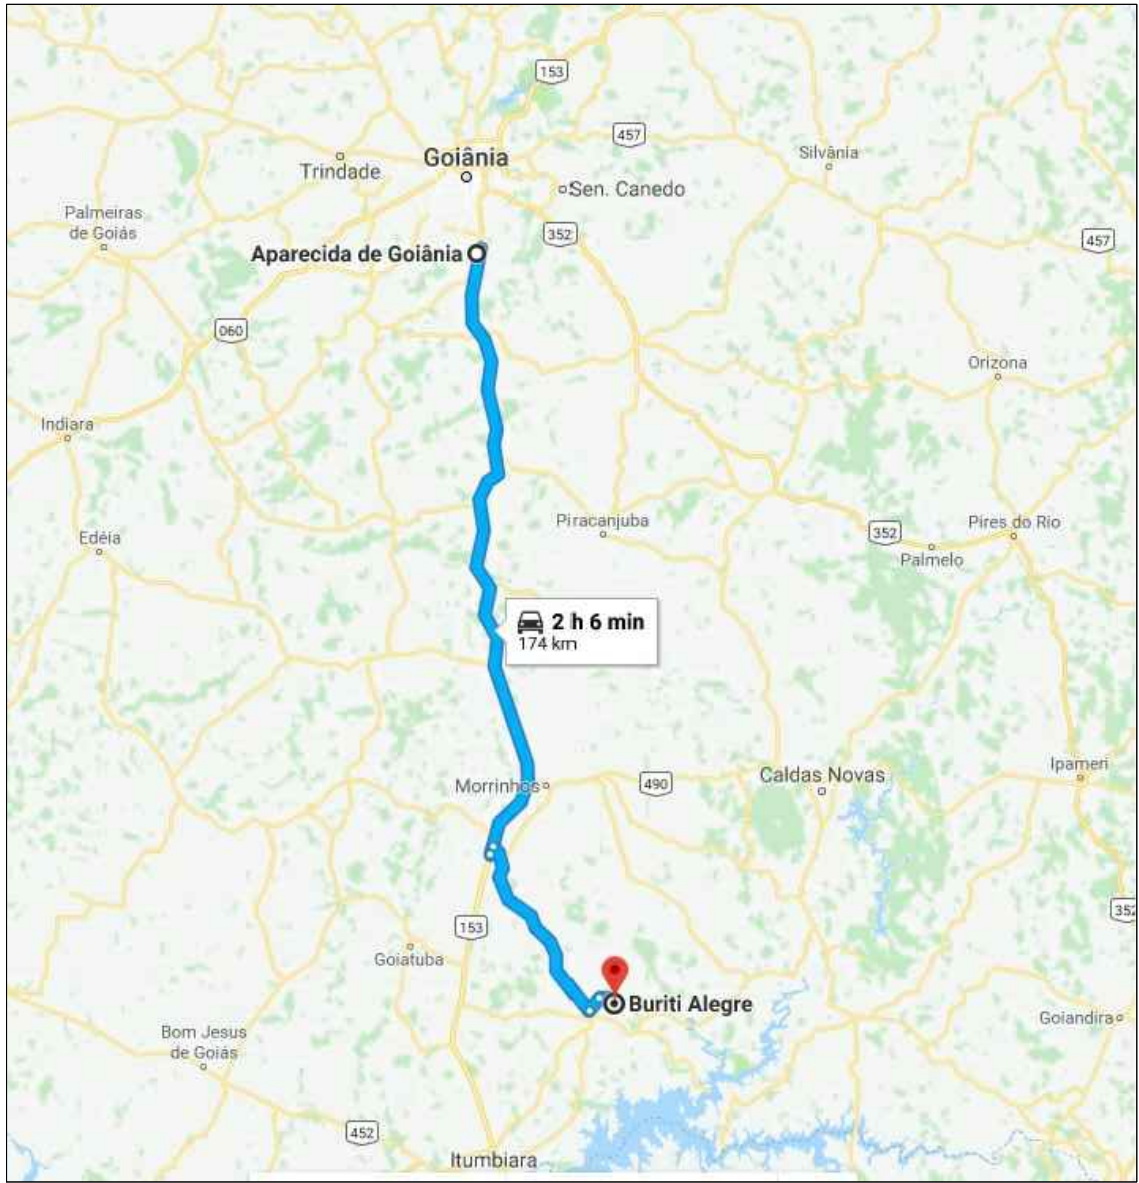 153
457
Silvânia
Goiânia
Trindade
Sen. Canedo
Palmeiras
de Goiás
352
457
Aparecida de Goiânia
060
Orizona
Indiara
Piracanjuba
Pires do Rio
352
Edéia
Palmelo
2 h 6 min
174 km
Ipameri
Caldas Novas
Morrinhos
490
352
153
Goiatuba
Buriti Alegre
Goiandira
Bom Jesus
de Goiás
452
Itumbiara